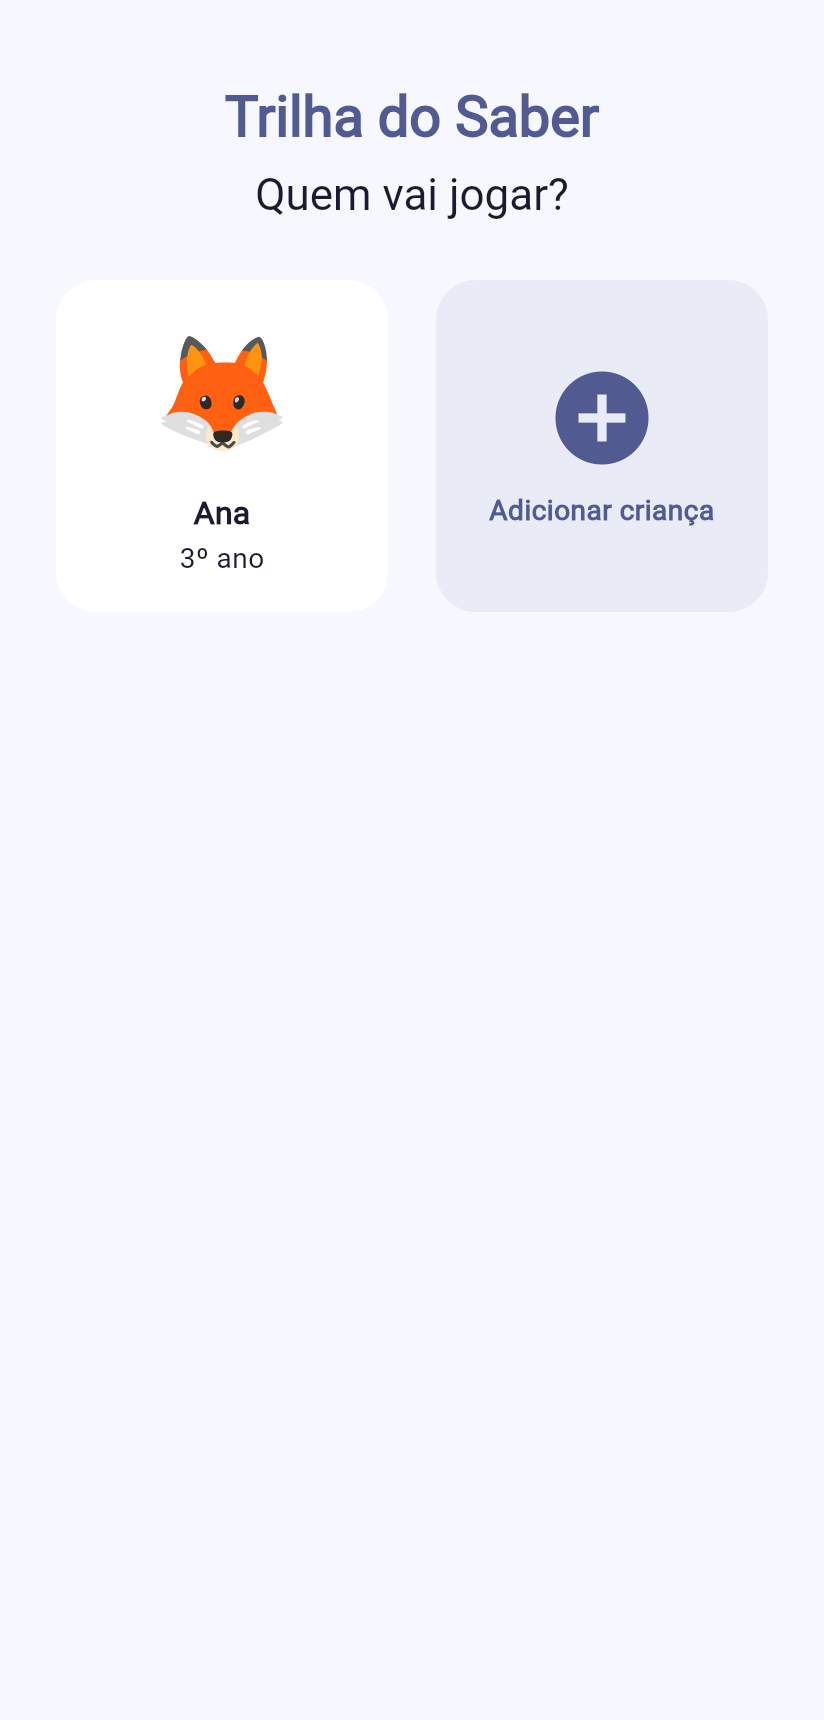 Trilha do Saber
Quem vai jogar?
Ana
3º ano
Adicionar criança